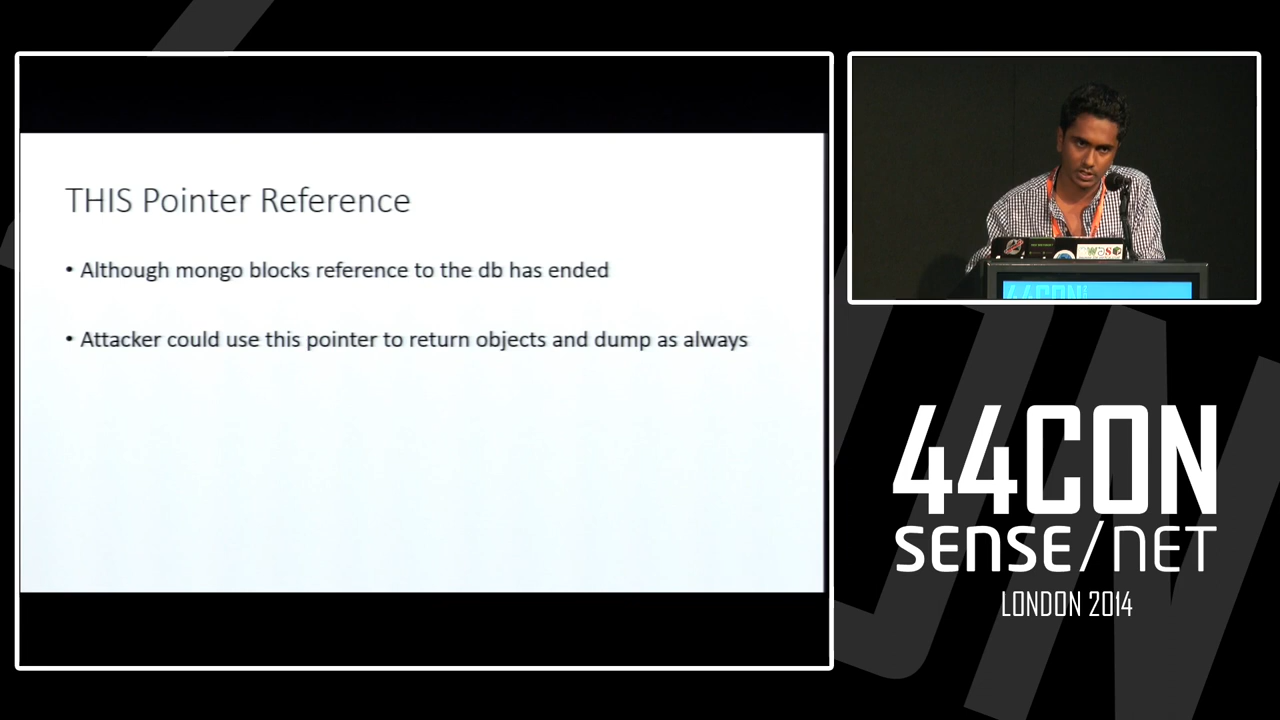 THIS Pointer Reference
• Although mongo blocks reference to the db has ended
• Attacker could use this pointer to return objects and dump as always
44CON
44CON
SENSE/NET
LONDON 2014